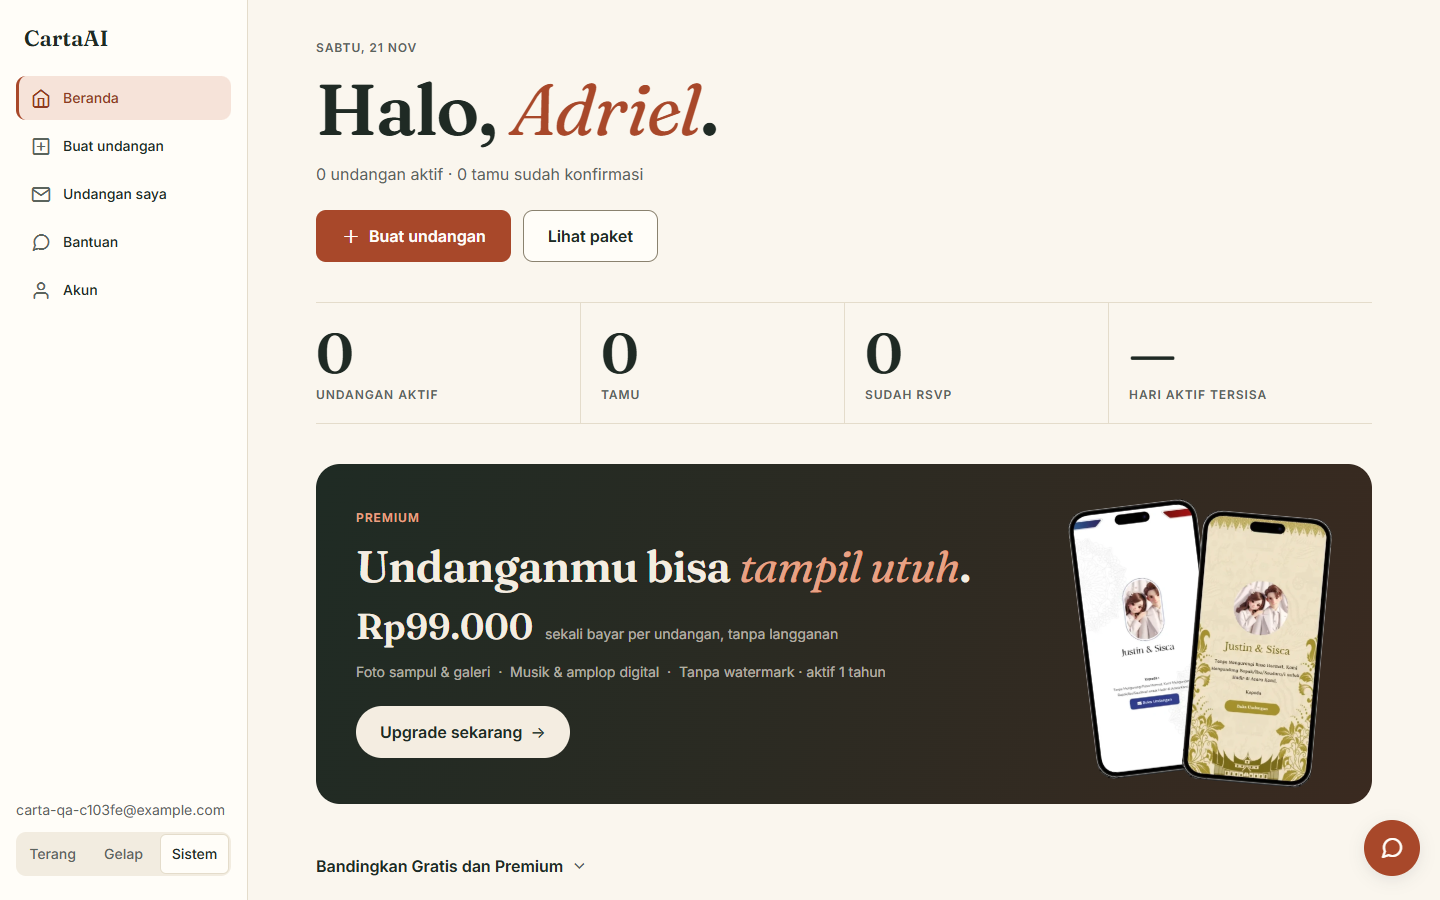 CartaAI
Beranda
Buat undangan
Undangan saya
Bantuan
Akun
carta-qa-c103fe@example.com
Terang
Gelap
Sistem
SABTU, 21 NOV
Halo, Adriel.
0 undangan aktif · 0 tamu sudah konfirmasi
Buat undangan
Lihat paket
0
UNDANGAN AKTIF
0
TAMU
0
SUDAH RSVP
—
HARI AKTIF TERSISA
PREMIUM
Undanganmu bisa tampil utuh.
Rp99.000 sekali bayar per undangan, tanpa langganan
Foto sampul & galeri · Musik & amplop digital · Tanpa watermark · aktif 1 tahun
Upgrade sekarang →
Justin & Sisca
Justin & Sisca
Kepada
Bandingkan Gratis dan Premium